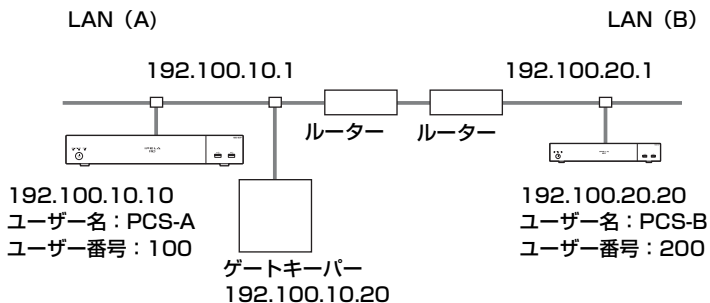 LAN（A）
LAN（B）
192.100.10.1
192.100.20.1
ルーター
ルーター
192.100.10.10
ユーザー名：PCS-A
ユーザー番号：100
192.100.20.20
ユーザー名：PCS-B
ユーザー番号：200
ゲートキーパー
192.100.10.20